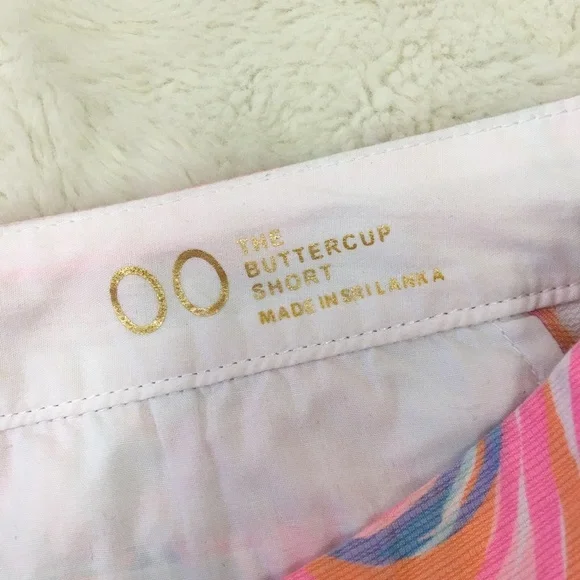 00
THE
BUTTERCUP
SHORT
MADE IN SRI LANKA